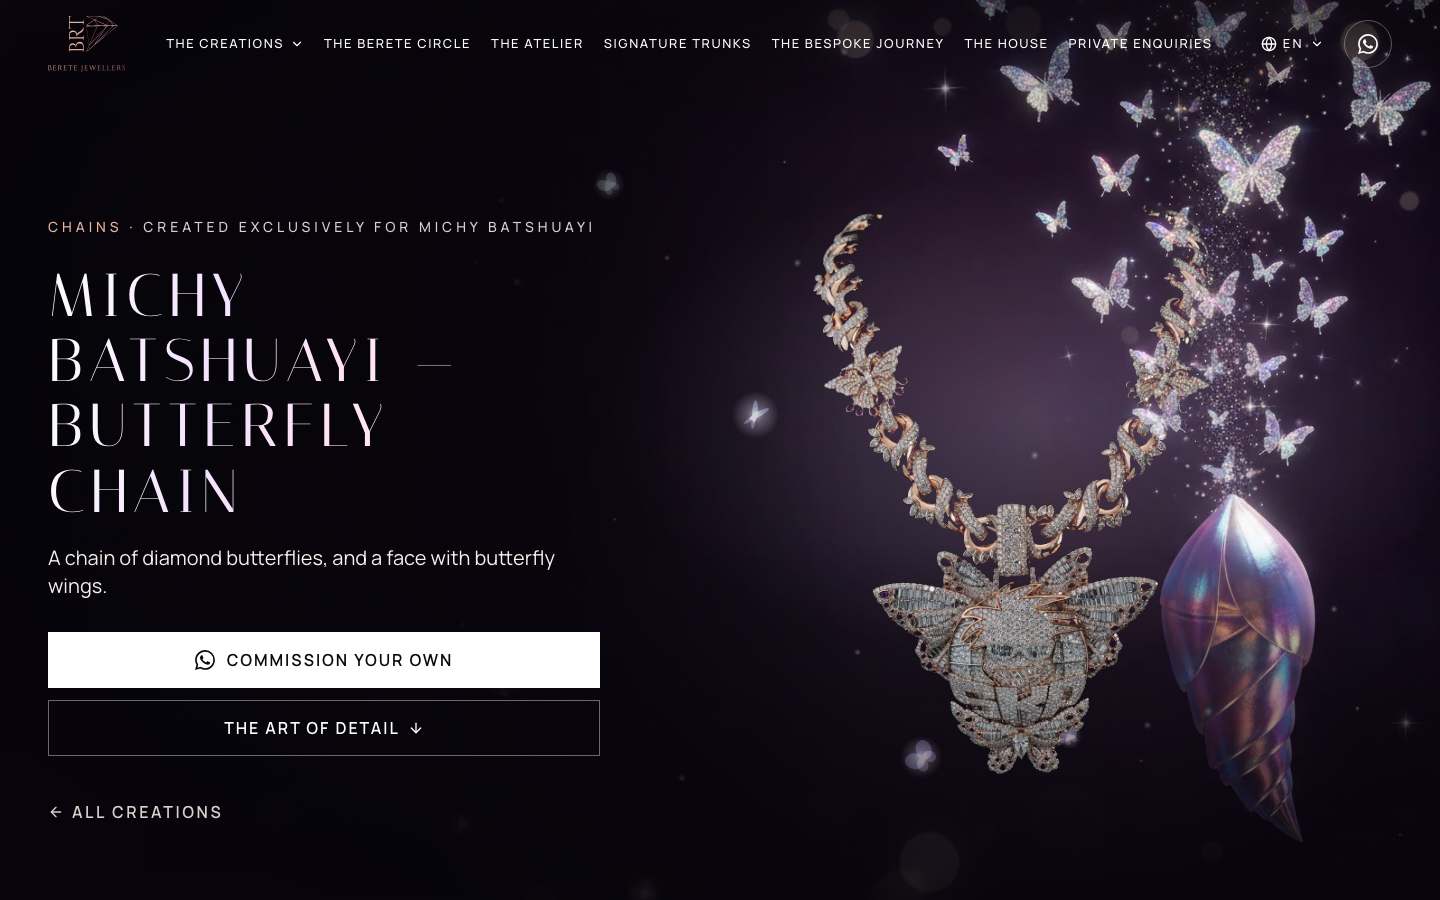 BRT
BERETE JEWELLERS
THE CREATIONS
THE BERETE CIRCLE
THE ATELIER
SIGNATURE TRUNKS
THE BESPOKE JOURNEY
THE HOUSE
PRIVATE ENQUIRIES
EN
CHAINS · CREATED EXCLUSIVELY FOR MICHY BATSHUAYI
MICHY
BATSHUAYI —
BUTTERFLY
CHAIN
A chain of diamond butterflies, and a face with butterfly
wings.
COMMISSION YOUR OWN
THE ART OF DETAIL ↓
← ALL CREATIONS